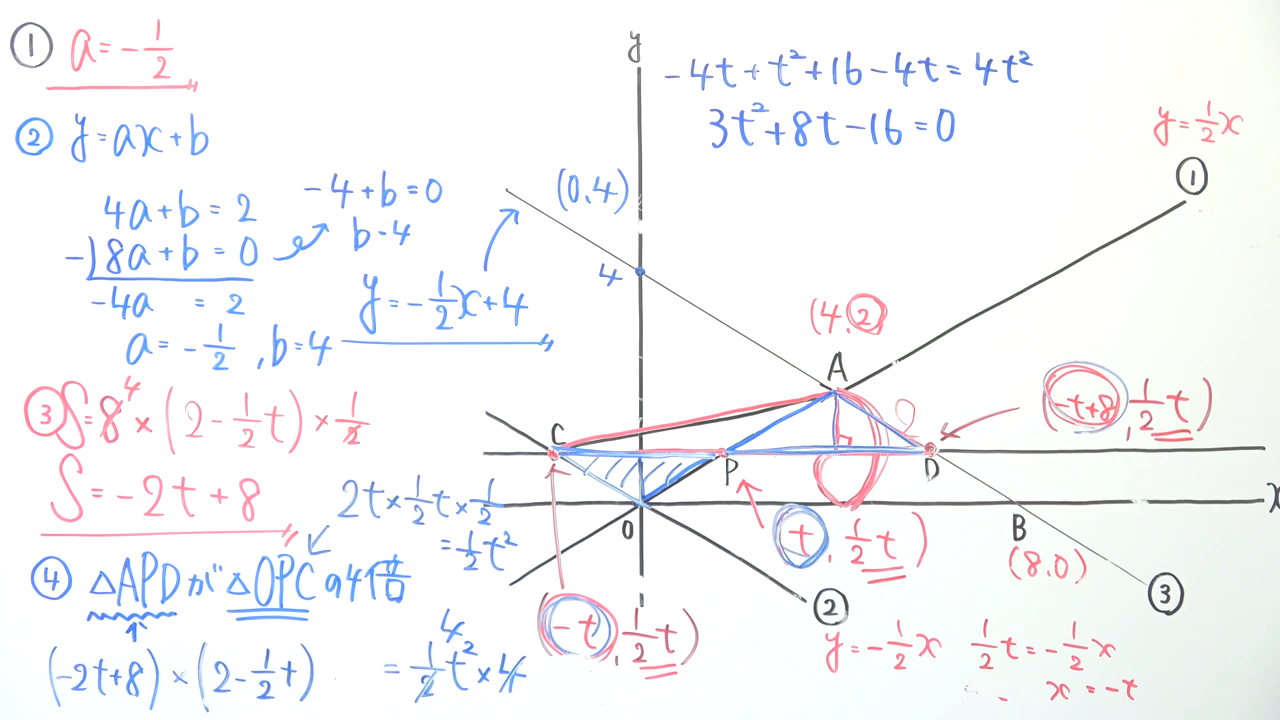 ① a = -1/2
② y = ax + b
4a + b = 2
-) 8a + b = 0
-4a = 2
a = -1/2 , b = 4
-4 + b = 0
b - 4
y = -1/2x + 4
③ S = 8 4 × (2 - 1/2t) × 1/2
S = -2t + 8
④ △APDが△OPCの4倍
2t × 1/2t × 1/2
= 1/2t²
(-2t+8) × (2 - 1/2t) = 1/2t² × 4 4
-4t + t² + 16 - 4t = 4t²
3t² + 8t - 16 = 0
y
(0.4)
4
y = 1/2x
①
(4.2)
A
2
(-t+8, 1/2t)
C
P
D
x
O
B
(t, 1/2t)
(8.0)
(-t, 1/2t)
②
③
y = -1/2x
1/2t = -1/2x
x = -t